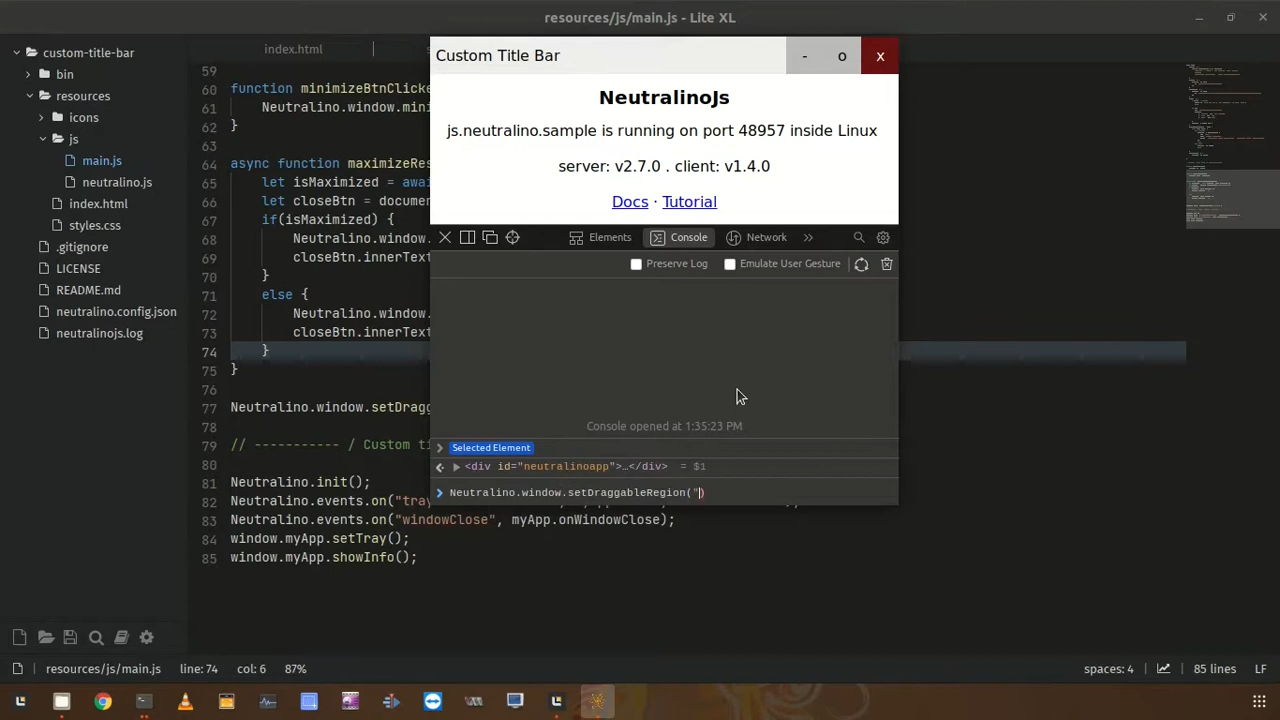 resources/js/main.js - Lite XL
custom-title-bar
bin
resources
icons
js
main.js
neutralino.js
index.html
styles.css
.gitignore
LICENSE
README.md
neutralino.config.json
neutralinojs.log
index.html
59
60 function minimizeBtnClicke
61 Neutralino.window.mini
62 }
63
64 async function maximizeRes
65 let isMaximized = awai
66 let closeBtn = documen
67 if(isMaximized) {
68 Neutralino.window.
69 closeBtn.innerText
70 }
71 else {
72 Neutralino.window.
73 closeBtn.innerText
74 }
75 }
76
77 Neutralino.window.setDragg
79 // ----------- / Custom ti
80
81 Neutralino.init();
82 Neutralino.events.on("tray
83 Neutralino.events.on("windowClose", myApp.onWindowClose);
84 window.myApp.setTray();
85 window.myApp.showInfo();
Custom Title Bar - o x
NeutralinoJs
js.neutralino.sample is running on port 48957 inside Linux
server: v2.7.0 . client: v1.4.0
Docs · Tutorial
Elements Console Network
Preserve Log Emulate User Gesture
Console opened at 1:35:23 PM
Selected Element
<div id="neutralinoapp">…</div> = $1
Neutralino.window.setDraggableRegion(")
resources/js/main.js line:74 col: 6 87% spaces: 4 85 lines LF